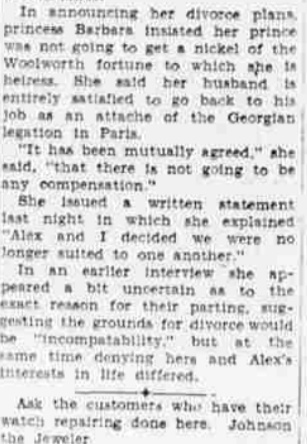 In announcing her divorce plans,
princess Barbara insisted her prince
was not going to get a nickel of the
Woolworth fortune to which she is
heiress. She said her husband is
entirely satisfied to go back to his
job as an attache of the Georgian
legation in Paris.
"It has been mutually agreed," she
said, "that there is not going to be
any compensation."
She issued a written statement
last night in which she explained
"Alex and I decided we were no
longer suited to one another."
In an earlier interview she ap-
peared a bit uncertain as to the
exact reason for their parting, sug-
gesting the grounds for divorce would
be "incompatability," but at the
same time denying hers and Alex's
interests in life differed.
Ask the customers who have their
watch repairing done here. Johnson
the Jeweler